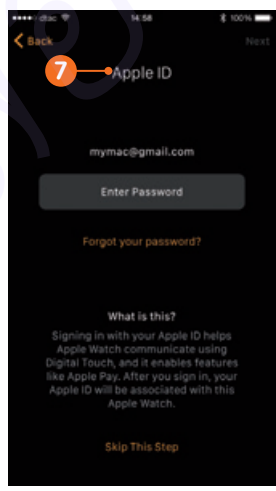 dtac 14:58 100%
Back Next
7 Apple ID
mymac@gmail.com
Enter Password
Forgot your password?
What is this?
Signing in with your Apple ID helps
Apple Watch communicate using
Digital Touch, and it enables features
like Apple Pay. After you sign in, your
Apple ID will be associated with this
Apple Watch.
Skip This Step